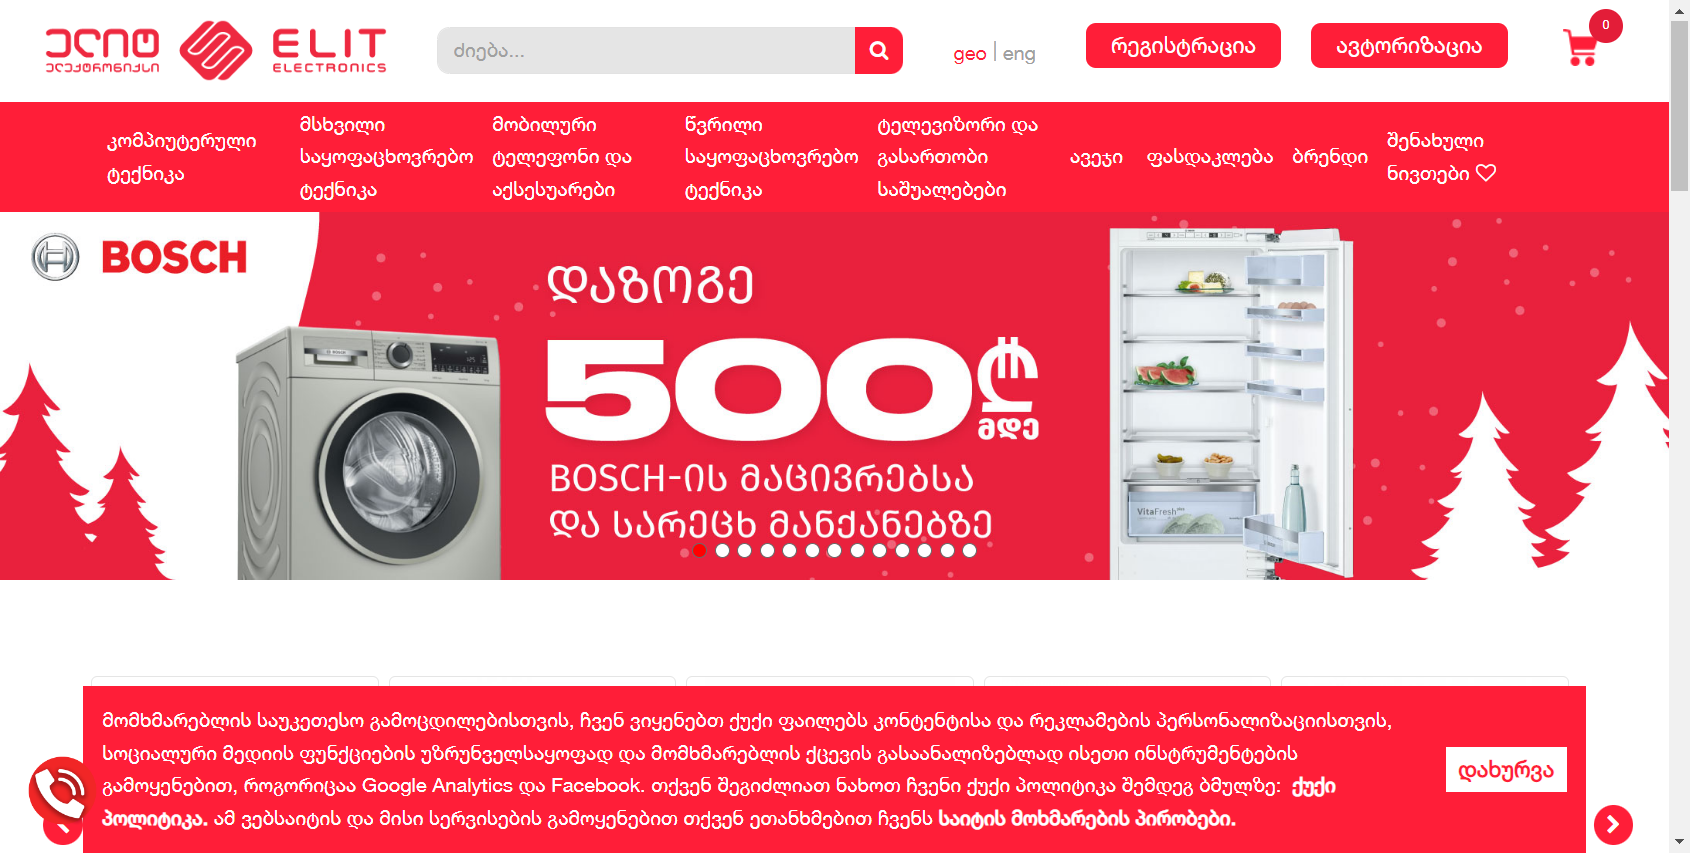 ელიტ
ელექტრონიქსი
ELIT
ELECTRONICS
ძიება...
geo | eng
რეგისტრაცია
ავტორიზაცია
0
კომპიუტერული
ტექნიკა
მსხვილი
საყოფაცხოვრებო
ტექნიკა
მობილური
ტელეფონი და
აქსესუარები
წვრილი
საყოფაცხოვრებო
ტექნიკა
ტელევიზორი და
გასართობი
საშუალებები
ავეჯი
ფასდაკლება
ბრენდი
შენახული
ნივთები
BOSCH
დაზოგე
500₾
მდე
BOSCH-ის მაცივრებსა
და სარეცხ მანქანებზე
VitaFresh plus
მომხმარებლის საუკეთესო გამოცდილებისთვის, ჩვენ ვიყენებთ ქუქი ფაილებს კონტენტისა და რეკლამების პერსონალიზაციისთვის,
სოციალური მედიის ფუნქციების უზრუნველსაყოფად და მომხმარებლის ქცევის გასაანალიზებლად ისეთი ინსტრუმენტების
გამოყენებით, როგორიცაა Google Analytics და Facebook. თქვენ შეგიძლიათ ნახოთ ჩვენი ქუქი პოლიტიკა შემდეგ ბმულზე: ქუქი
პოლიტიკა. ამ ვებსაიტის და მისი სერვისების გამოყენებით თქვენ ეთანხმებით ჩვენს საიტის მოხმარების პირობები.
დახურვა